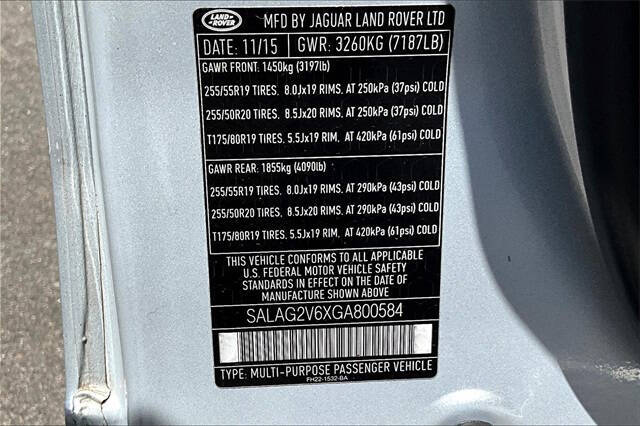 LAND ROVER MFD BY JAGUAR LAND ROVER LTD
DATE: 11/15 GWR: 3260KG (7187LB)
GAWR FRONT: 1450kg (3197lb)
255/55R19 TIRES, 8.0Jx19 RIMS, AT 250kPa (37psi) COLD
255/50R20 TIRES, 8.5Jx20 RIMS, AT 250kPa (37psi) COLD
T175/80R19 TIRES, 5.5Jx19 RIM, AT 420kPa (61psi) COLD
GAWR REAR: 1855kg (4090lb)
255/55R19 TIRES, 8.0Jx19 RIMS, AT 290kPa (43psi) COLD
255/50R20 TIRES, 8.5Jx20 RIMS, AT 290kPa (43psi) COLD
T175/80R19 TIRES, 5.5Jx19 RIM, AT 420kPa (61psi) COLD
THIS VEHICLE CONFORMS TO ALL APPLICABLE
U.S. FEDERAL MOTOR VEHICLE SAFETY
STANDARDS IN EFFECT ON THE DATE
OF MANUFACTURE SHOWN ABOVE
SALAG2V6XGA800584
TYPE: MULTI-PURPOSE PASSENGER VEHICLE
FH22-1532-BA